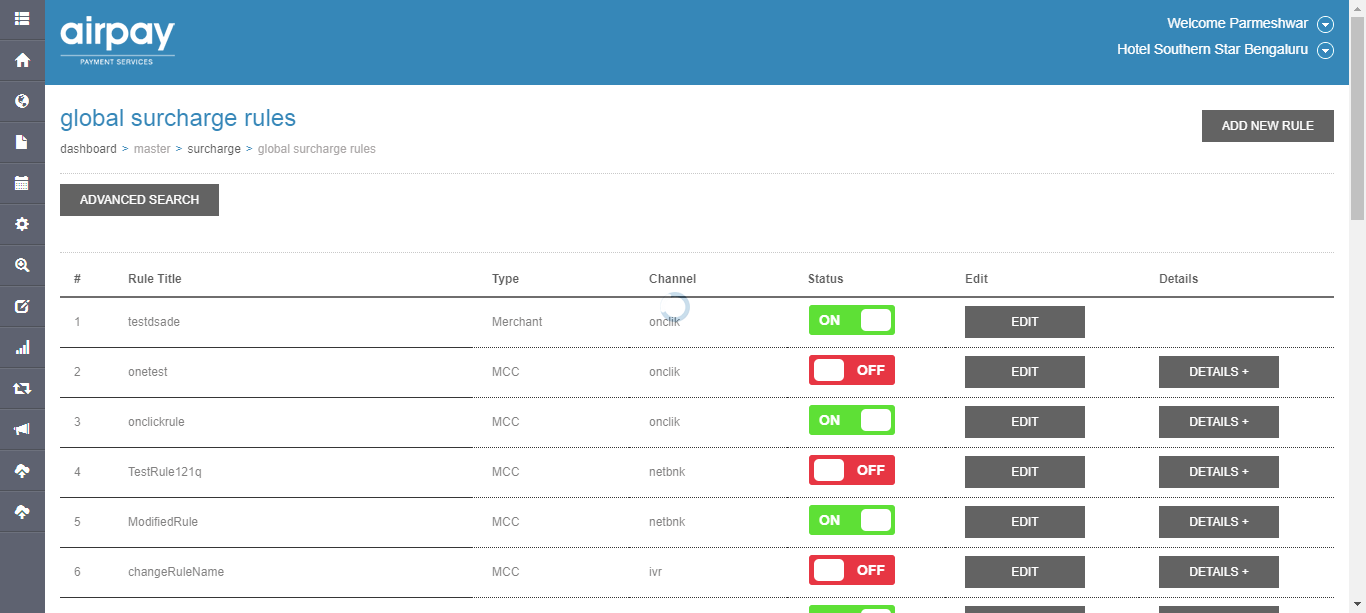 airpay
PAYMENT SERVICES
Welcome Parmeshwar
Hotel Southern Star Bengaluru
global surcharge rules
dashboard > master > surcharge > global surcharge rules
ADD NEW RULE
ADVANCED SEARCH
# Rule Title Type Channel Status Edit Details
1 testdsade Merchant onclik ON EDIT
2 onetest MCC onclik OFF EDIT DETAILS +
3 onclickrule MCC onclik ON EDIT DETAILS +
4 TestRule121q MCC netbnk OFF EDIT DETAILS +
5 ModifiedRule MCC netbnk ON EDIT DETAILS +
6 changeRuleName MCC ivr OFF EDIT DETAILS +